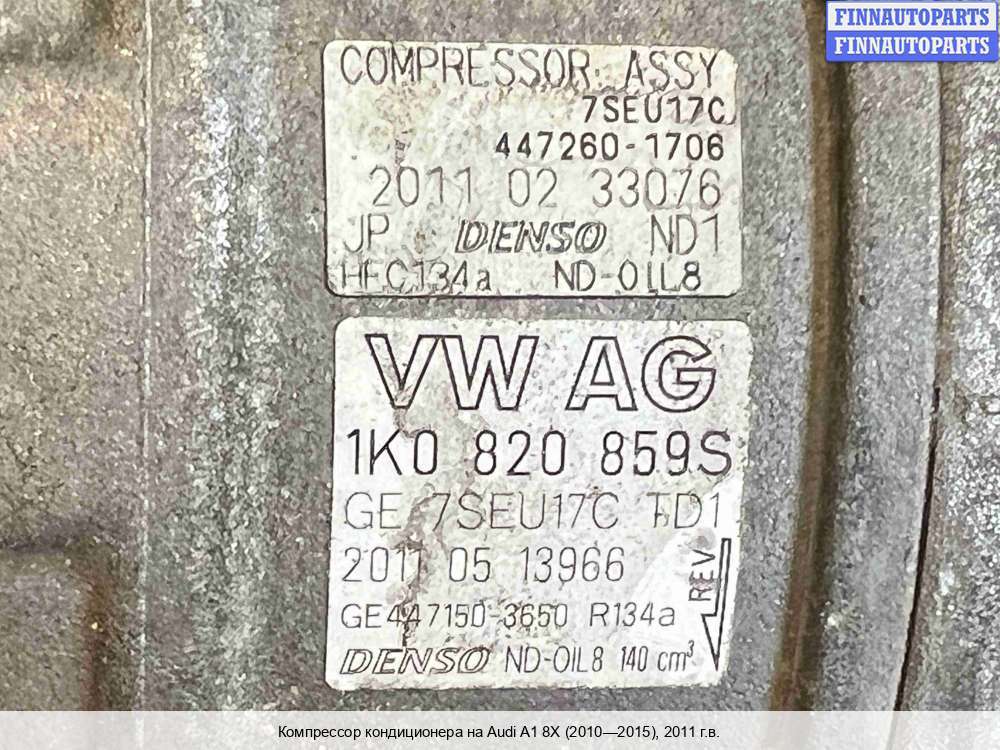 FINNAUTOPARTS
FINNAUTOPARTS
COMPRESSOR ASSY
7SEU17C
447260-1706
2011 02 33076
JP DENSO ND1
HFC134a ND-OIL8
VW AG
1K0 820 859S
GE 7SEU17C TD1
2011 05 13966
REV
GE447150-3650 R134a
DENSO ND-OIL8 140 cm³
Компрессор кондиционера на Audi A1 8X (2010—2015), 2011 г.в.